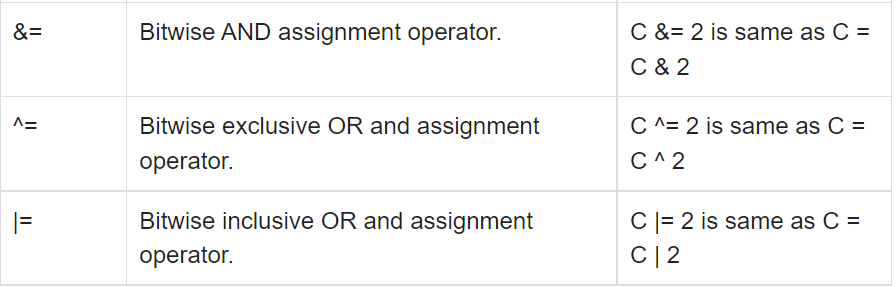 &= Bitwise AND assignment operator. C &= 2 is same as C =
C & 2
^= Bitwise exclusive OR and assignment C ^= 2 is same as C =
operator. C ^ 2
|= Bitwise inclusive OR and assignment C |= 2 is same as C =
operator. C | 2